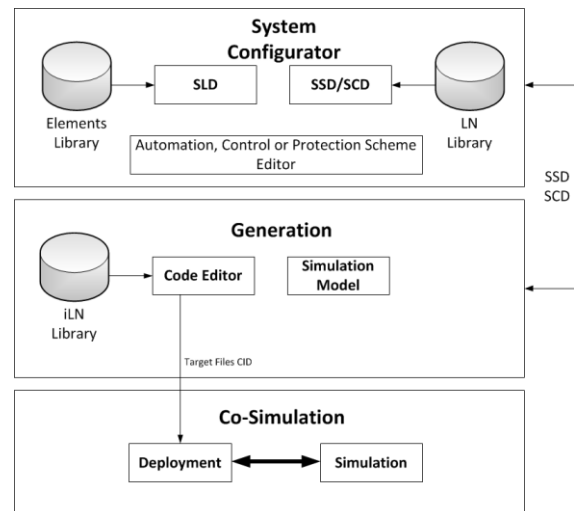 System
Configurator
SLD
SSD/SCD
Elements
Library
LN
Library
Automation, Control or Protection Scheme
Editor
SSD
SCD
Generation
Code Editor
Simulation
Model
iLN
Library
Target Files CID
Co-Simulation
Deployment
Simulation